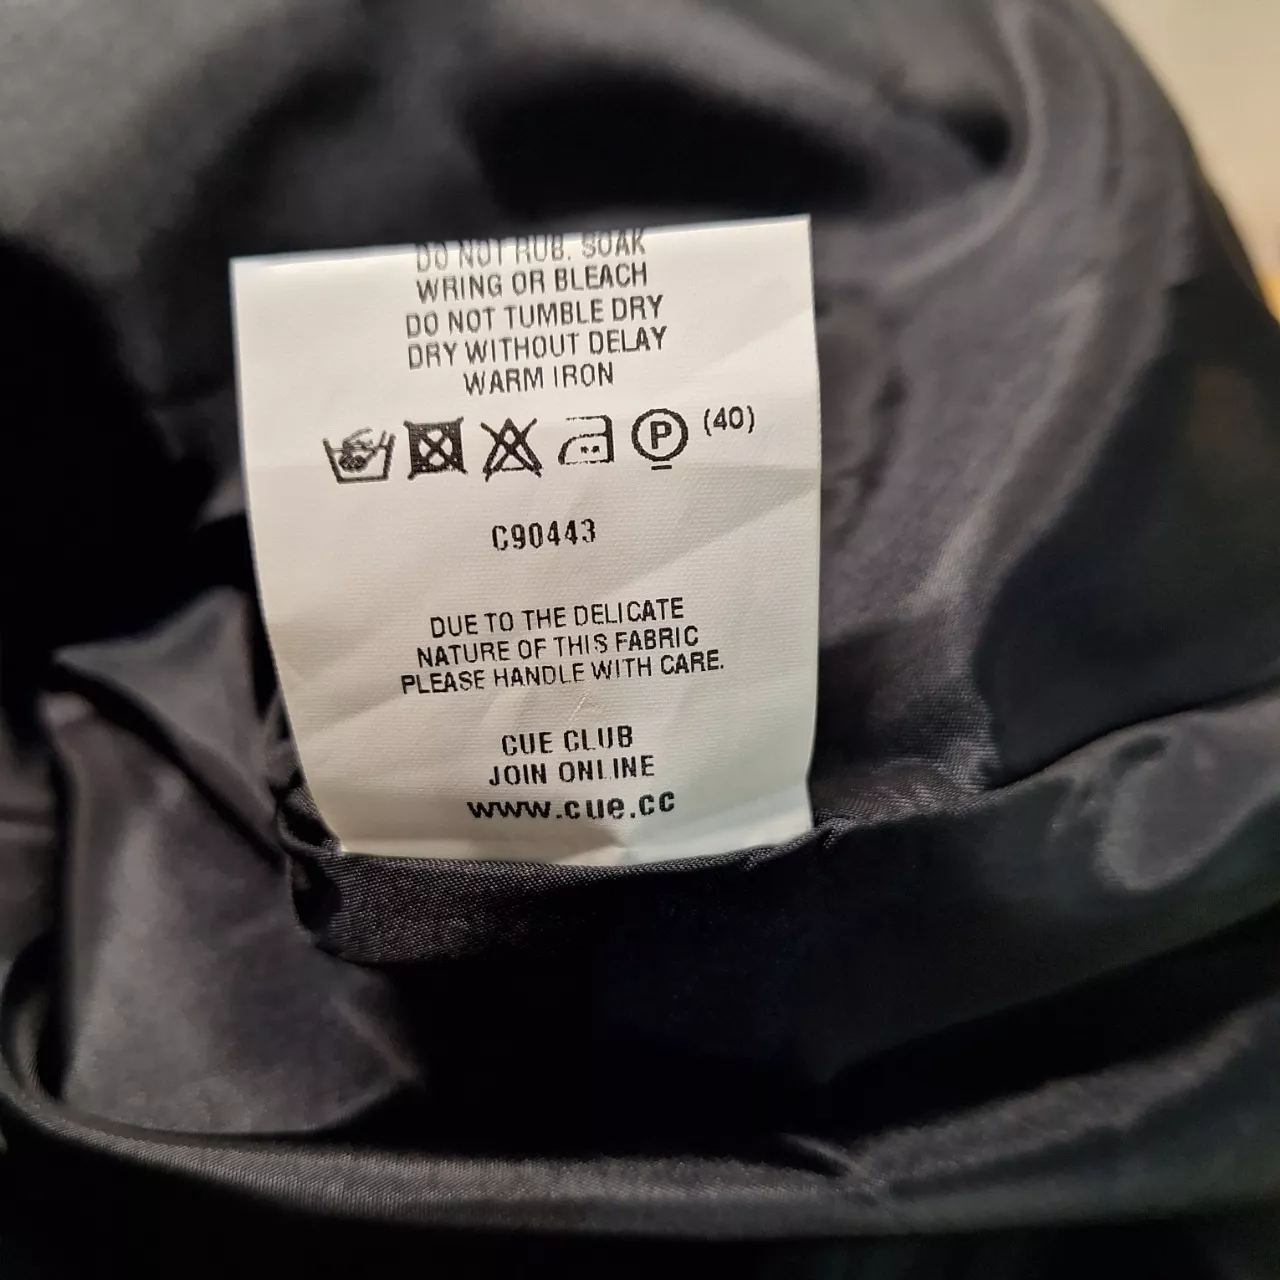 DO NOT RUB, SOAK
WRING OR BLEACH
DO NOT TUMBLE DRY
DRY WITHOUT DELAY
WARM IRON
P (40)
C90443
DUE TO THE DELICATE
NATURE OF THIS FABRIC
PLEASE HANDLE WITH CARE.
CUE CLUB
JOIN ONLINE
www.cue.cc